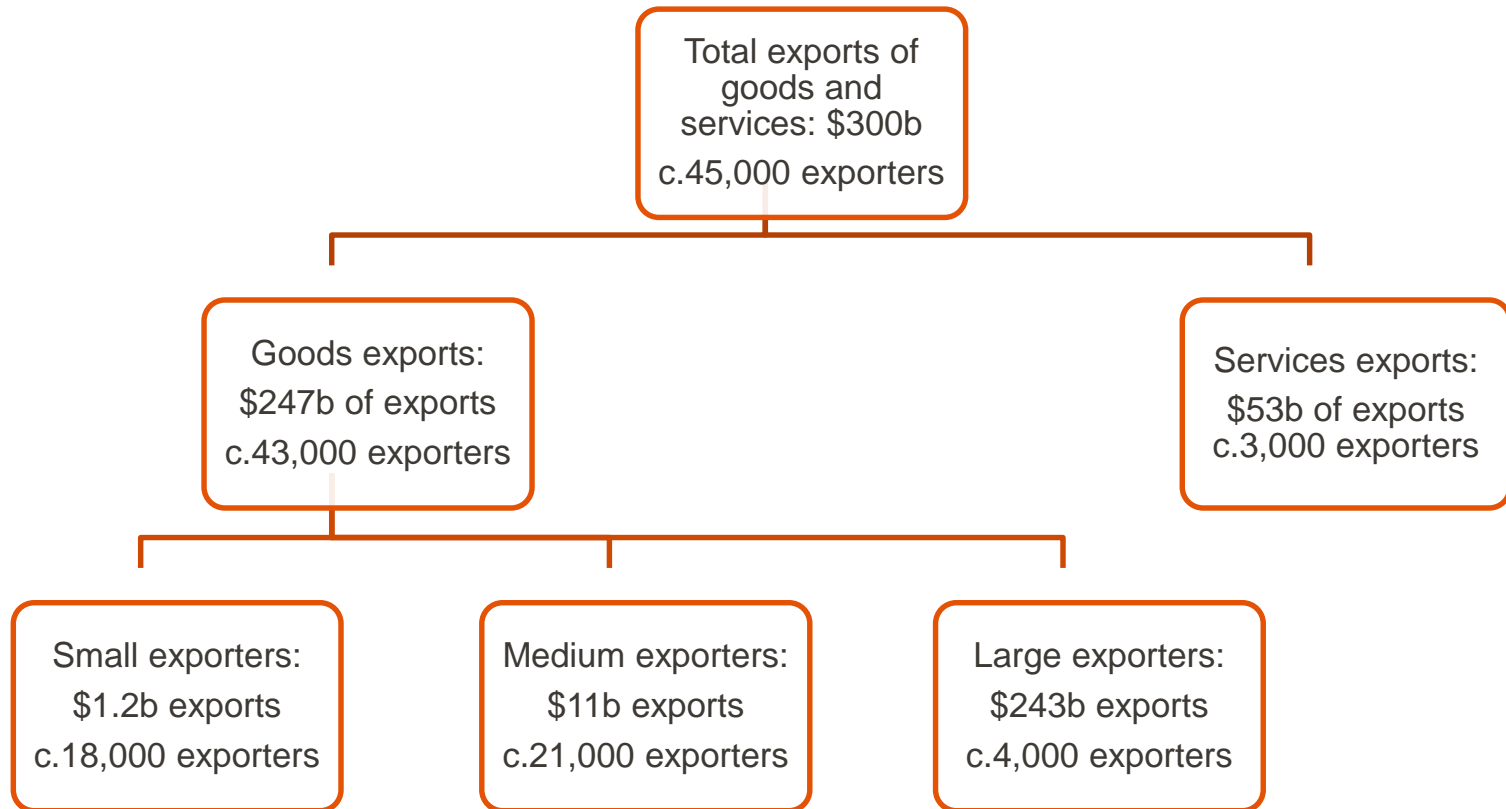 Total exports of
goods and
services: $300b
c.45,000 exporters
Goods exports:
$247b of exports
c.43,000 exporters
Services exports:
$53b of exports
c.3,000 exporters
Small exporters:
$1.2b exports
c.18,000 exporters
Medium exporters:
$11b exports
c.21,000 exporters
Large exporters:
$243b exports
c.4,000 exporters